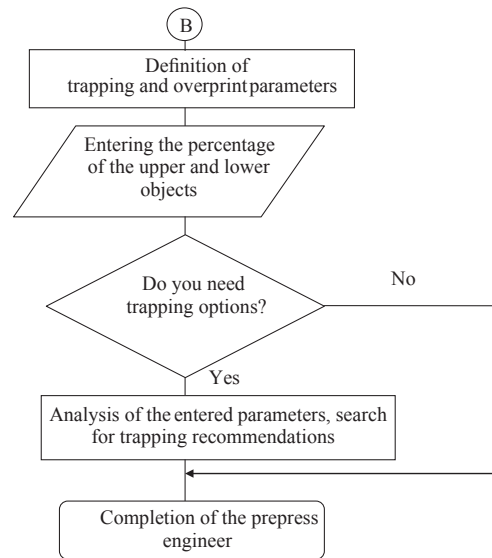 B
Definition of
trapping and overprint parameters
Entering the percentage
of the upper and lower
objects
Do you need
trapping options?
No
Yes
Analysis of the entered parameters, search
for trapping recommendations
Completion of the prepress
engineer